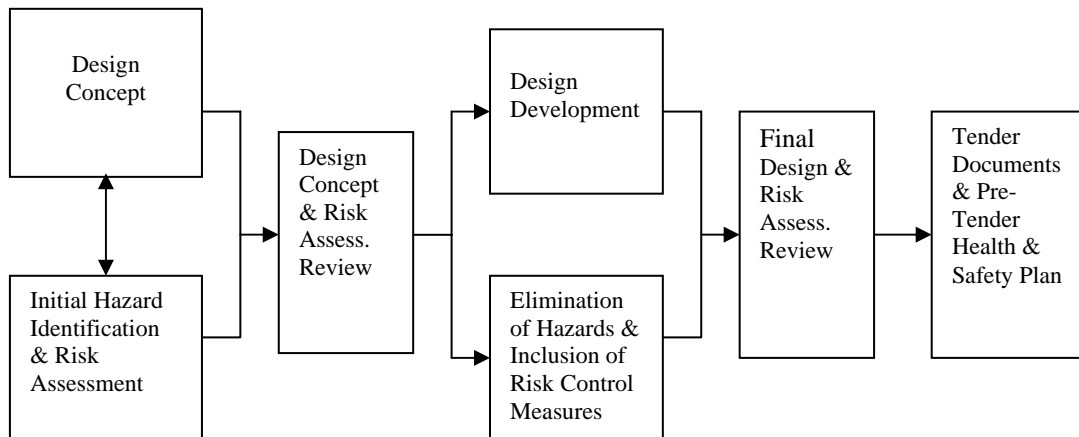 Design
Concept
Initial Hazard
Identification
& Risk
Assessment
Design
Concept
& Risk
Assess.
Review
Design
Development
Elimination
of Hazards &
Inclusion of
Risk Control
Measures
Final
Design &
Risk
Assess.
Review
Tender
Documents
& Pre-
Tender
Health &
Safety Plan